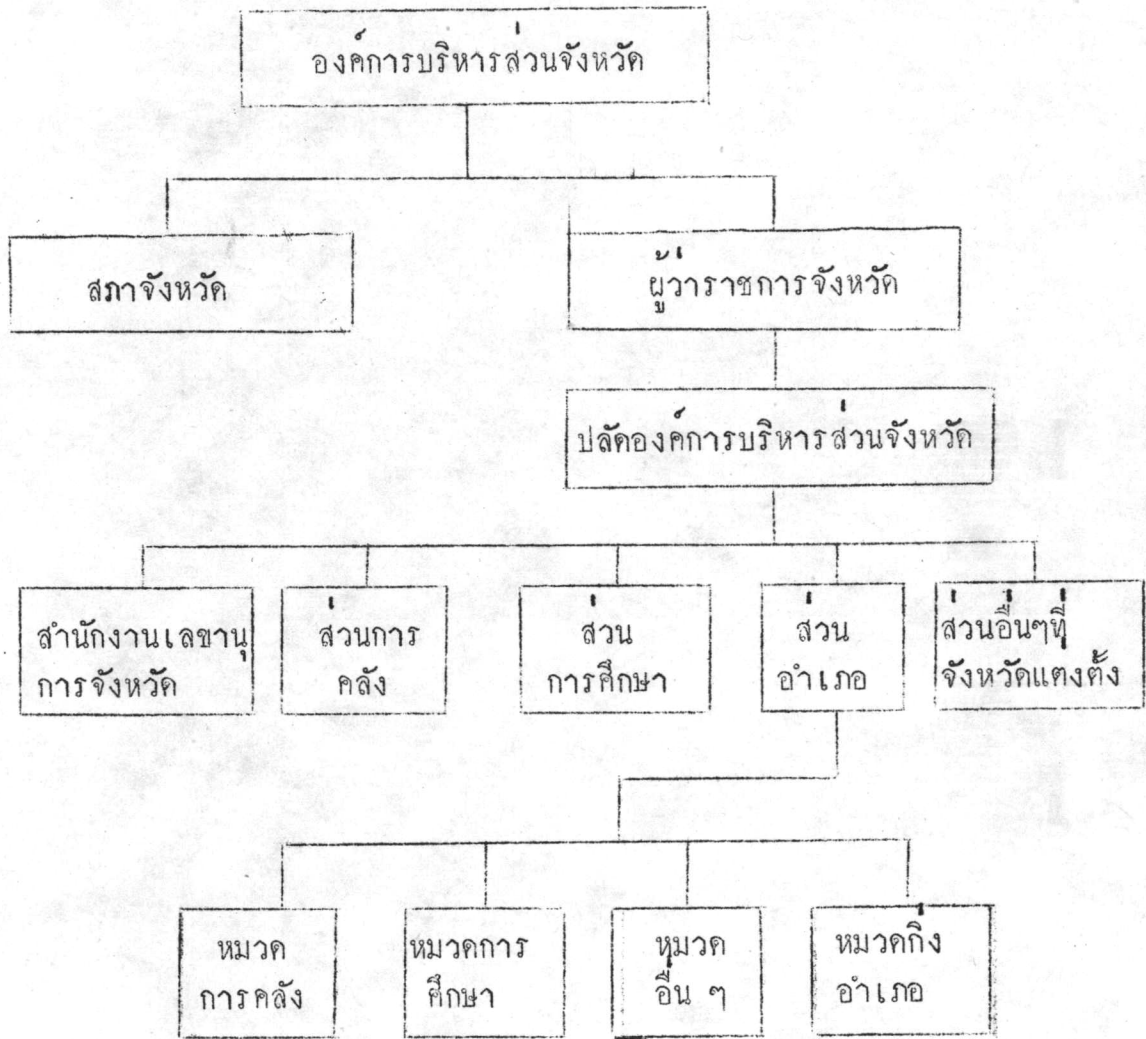 องค์การบริหารส่วนจังหวัด
สภาจังหวัด
ผู้ว่าราชการจังหวัด
ปลัดองค์การบริหารส่วนจังหวัด
สำนักงานเลขานุ
การจังหวัด
ส่วนการ
คลัง
ส่วน
การศึกษา
ส่วน
อำเภอ
ส่วนอื่นๆที่
จังหวัดแตงตั้ง
หมวด
การคลัง
หมวดการ
ศึกษา
หมวด
อื่น ๆ
หมวดกิ่ง
อำเภอ